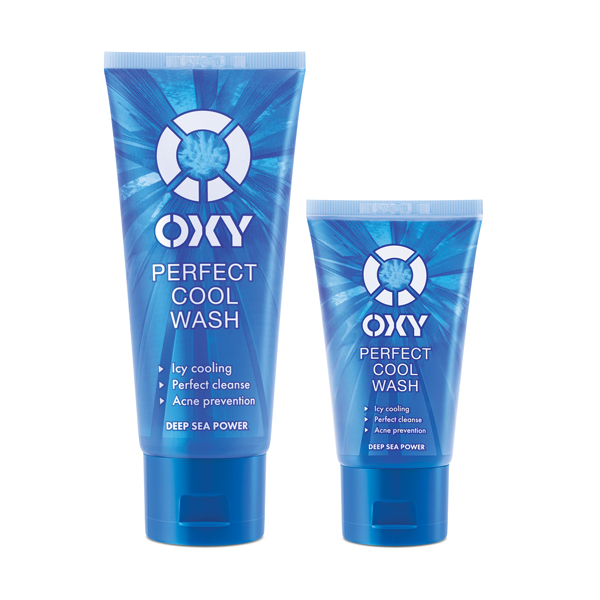 OXY
PERFECT
COOL
WASH
Icy cooling
Perfect cleanse
Acne prevention
DEEP SEA POWER
OXY
PERFECT
COOL
WASH
Icy cooling
Perfect cleanse
Acne prevention
DEEP SEA POWER